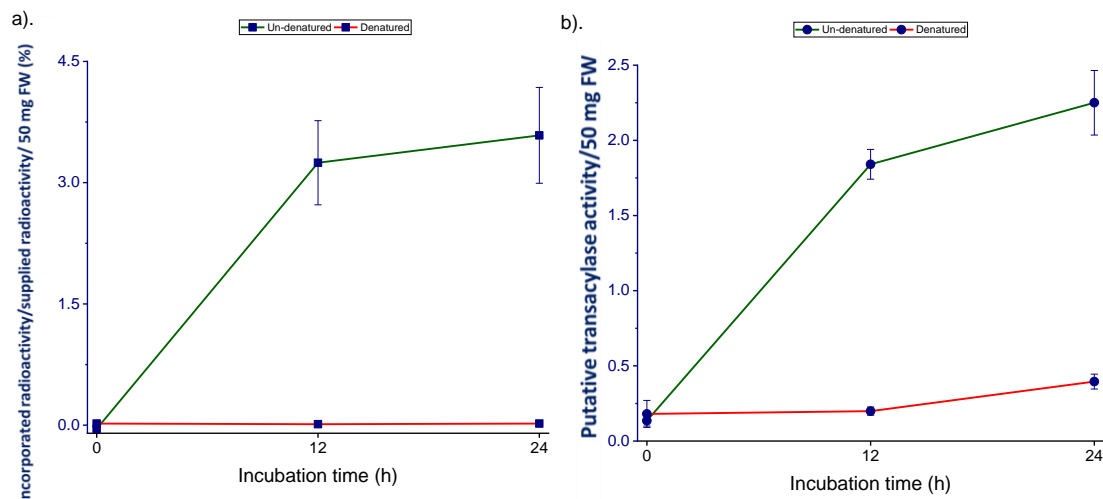 a).
Un-denatured Denatured
ncorporated radioactivity/supplied radioactivity/ 50 mg FW (%)
4.5
3.0
1.5
0.0
0 12 24
Incubation time (h)
b).
Un-denatured Denatured
Putative transacylase activity/50 mg FW
2.5
2.0
1.5
1.0
0.5
0.0
0 12 24
Incubation time (h)